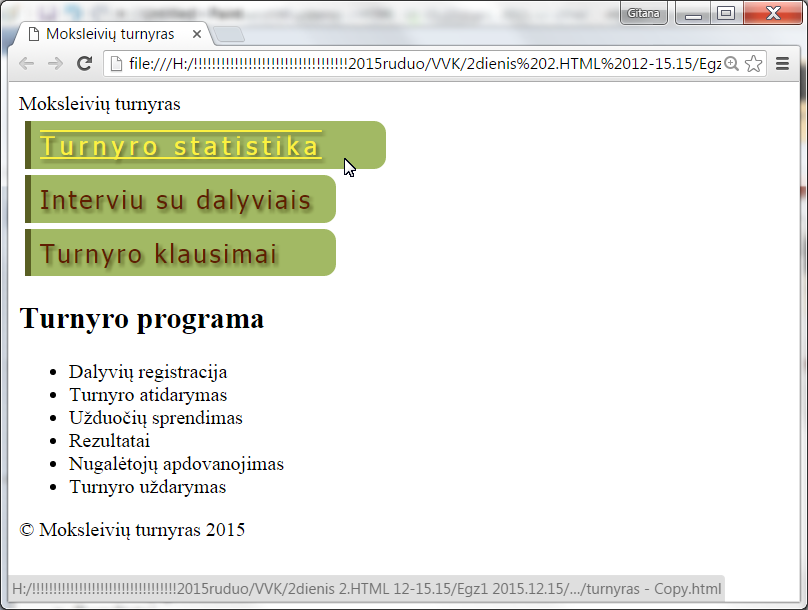 Gitana
Moksleivių turnyras
file:///H:/!!!!!!!!!!!!!!!!!!!!!!!!!!!!!!!!!!2015ruduo/VVK/2dienis%202.HTML%2012-15.15/Egz
Moksleivių turnyras
Turnyro statistika
Interviu su dalyviais
Turnyro klausimai
Turnyro programa
Dalyvių registracija
Turnyro atidarymas
Užduočių sprendimas
Rezultatai
Nugalėtojų apdovanojimas
Turnyro uždarymas
© Moksleivių turnyras 2015
H:/!!!!!!!!!!!!!!!!!!!!!!!!!!!!!!!!!!2015ruduo/VVK/2dienis 2.HTML 12-15.15/Egz1 2015.12.15/.../turnyras - Copy.html